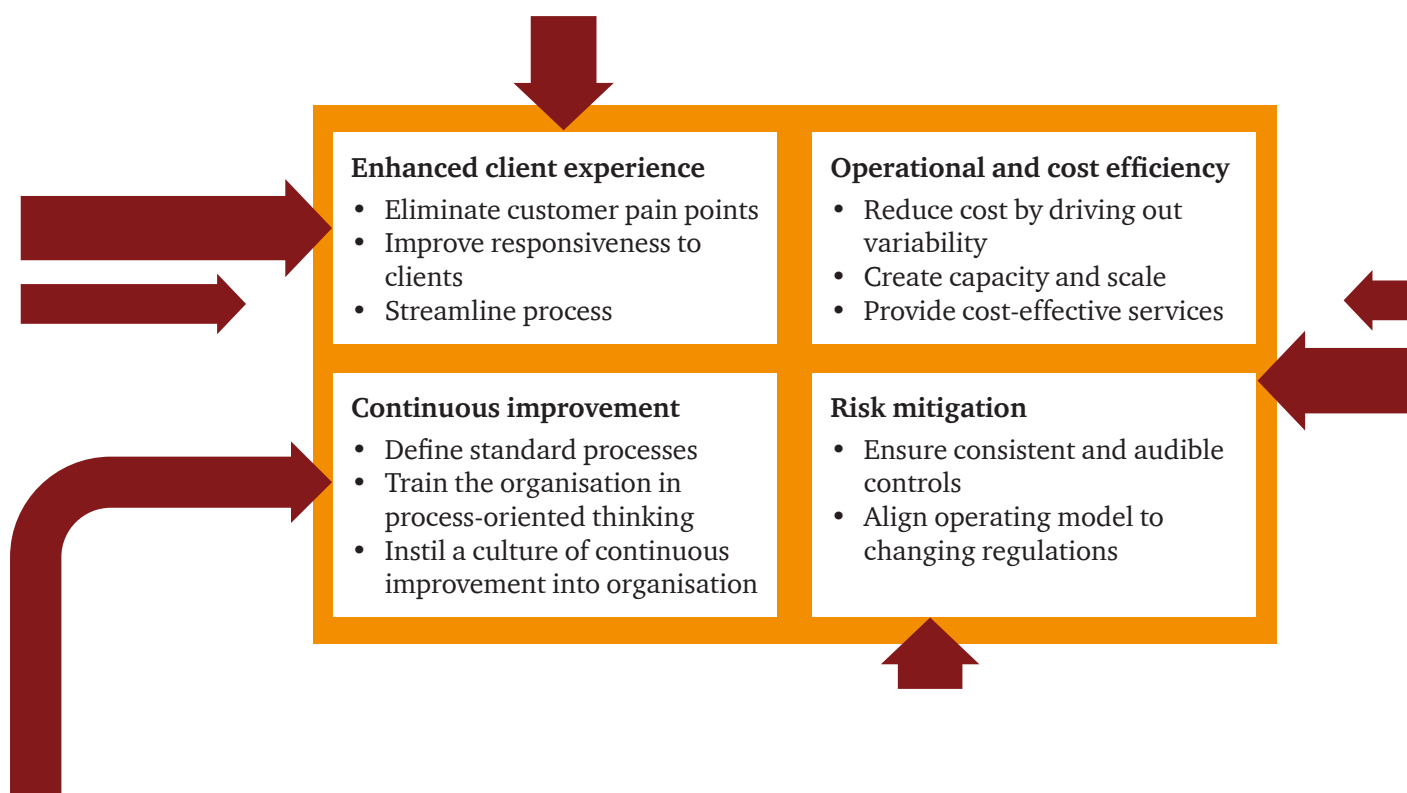 Enhanced client experience
• Eliminate customer pain points
• Improve responsiveness to
clients
• Streamline process
Operational and cost efficiency
• Reduce cost by driving out
variability
• Create capacity and scale
• Provide cost-effective services
Continuous improvement
• Define standard processes
• Train the organisation in
process-oriented thinking
• Instil a culture of continuous
improvement into organisation
Risk mitigation
• Ensure consistent and audible
controls
• Align operating model to
changing regulations